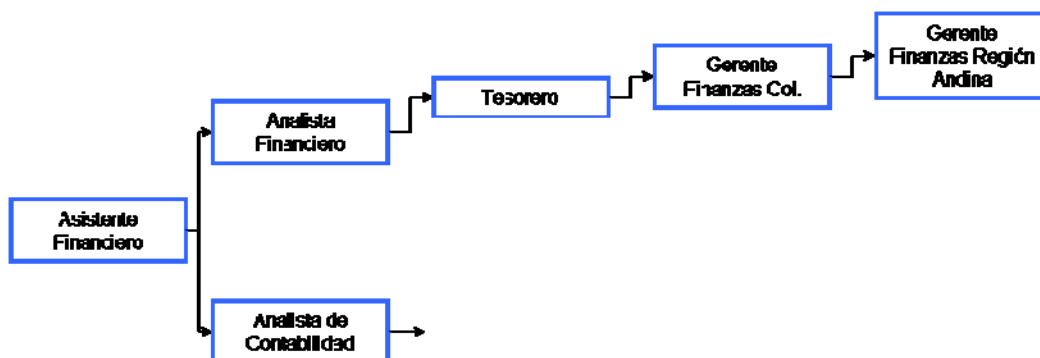 Gerente
Finanzas Región
Andina
Gerente
Finanzas Col.
Tesorero
Analista
Financiero
Asistente
Financiero
Analista de
Contabilidad